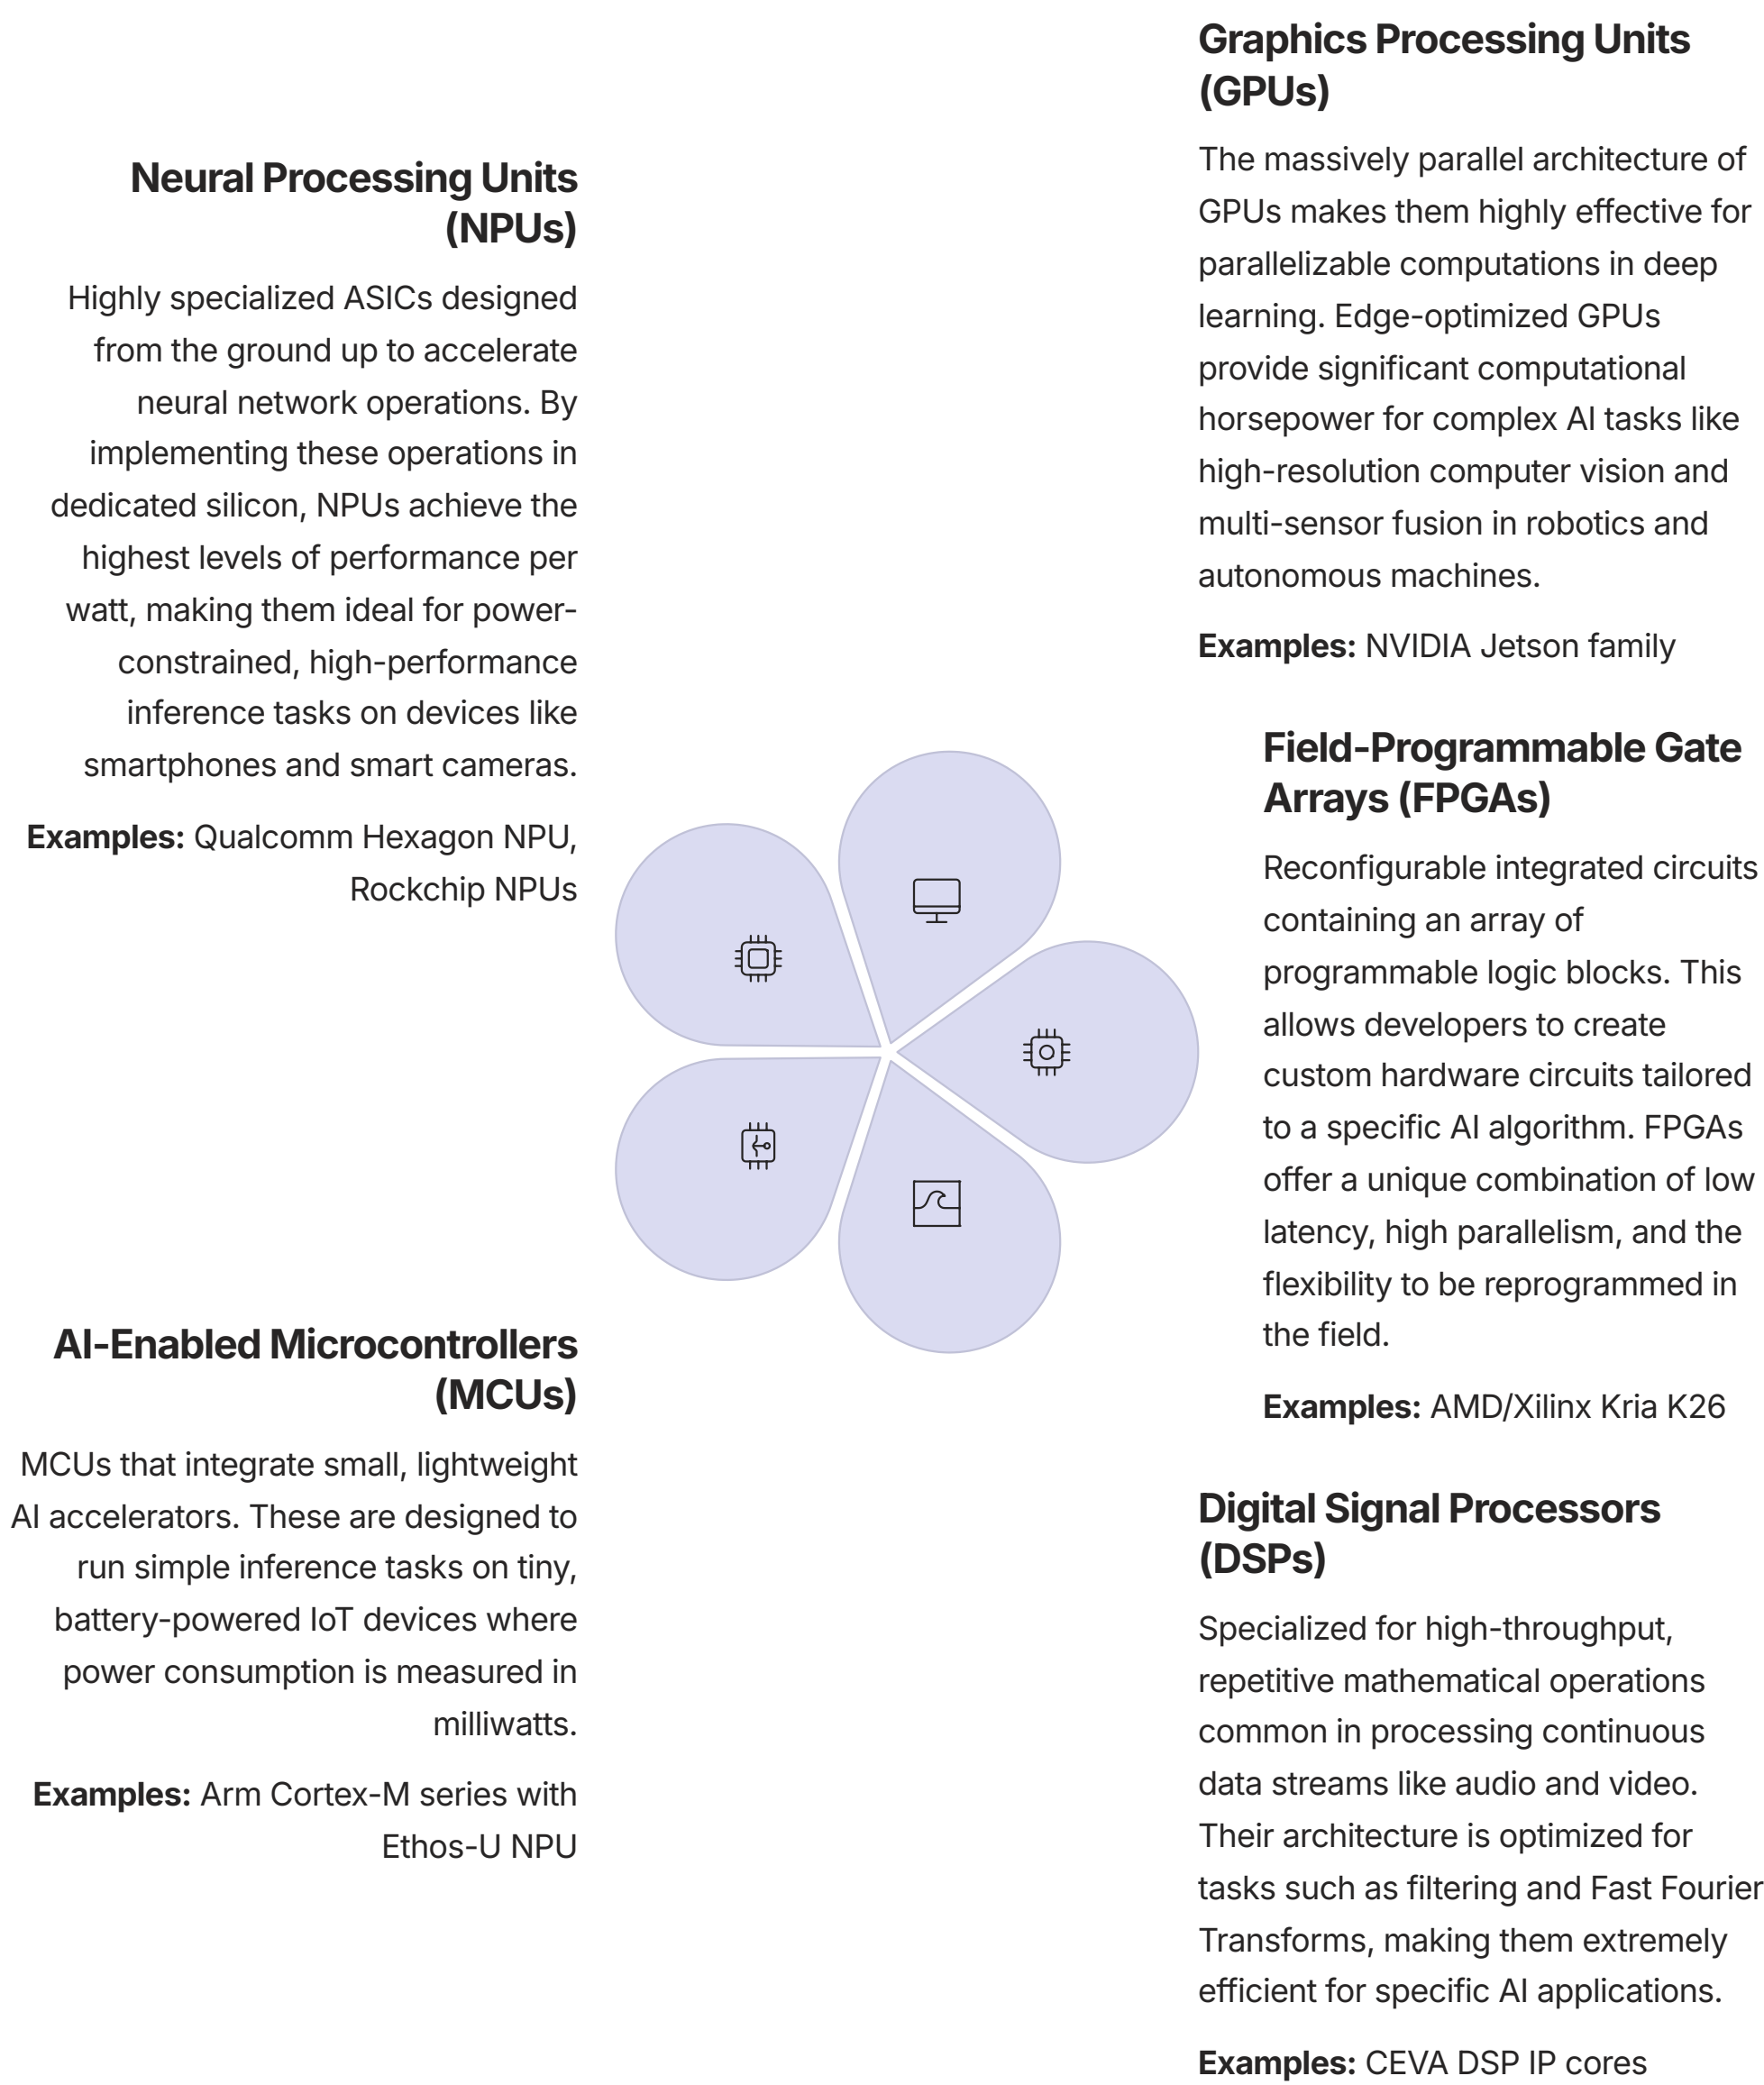 Neural Processing Units
(NPUs)
Highly specialized ASICs designed
from the ground up to accelerate
neural network operations. By
implementing these operations in
dedicated silicon, NPUs achieve the
highest levels of performance per
watt, making them ideal for power-
constrained, high-performance
inference tasks on devices like
smartphones and smart cameras.
Examples: Qualcomm Hexagon NPU,
Rockchip NPUs
Graphics Processing Units
(GPUs)
The massively parallel architecture of
GPUs makes them highly effective for
parallelizable computations in deep
learning. Edge-optimized GPUs
provide significant computational
horsepower for complex AI tasks like
high-resolution computer vision and
multi-sensor fusion in robotics and
autonomous machines.
Examples: NVIDIA Jetson family
Field-Programmable Gate
Arrays (FPGAs)
Reconfigurable integrated circuits
containing an array of
programmable logic blocks. This
allows developers to create
custom hardware circuits tailored
to a specific AI algorithm. FPGAs
offer a unique combination of low
latency, high parallelism, and the
flexibility to be reprogrammed in
the field.
Examples: AMD/Xilinx Kria K26
AI-Enabled Microcontrollers
(MCUs)
MCUs that integrate small, lightweight
AI accelerators. These are designed to
run simple inference tasks on tiny,
battery-powered IoT devices where
power consumption is measured in
milliwatts.
Examples: Arm Cortex-M series with
Ethos-U NPU
Digital Signal Processors
(DSPs)
Specialized for high-throughput,
repetitive mathematical operations
common in processing continuous
data streams like audio and video.
Their architecture is optimized for
tasks such as filtering and Fast Fourier
Transforms, making them extremely
efficient for specific AI applications.
Examples: CEVA DSP IP cores